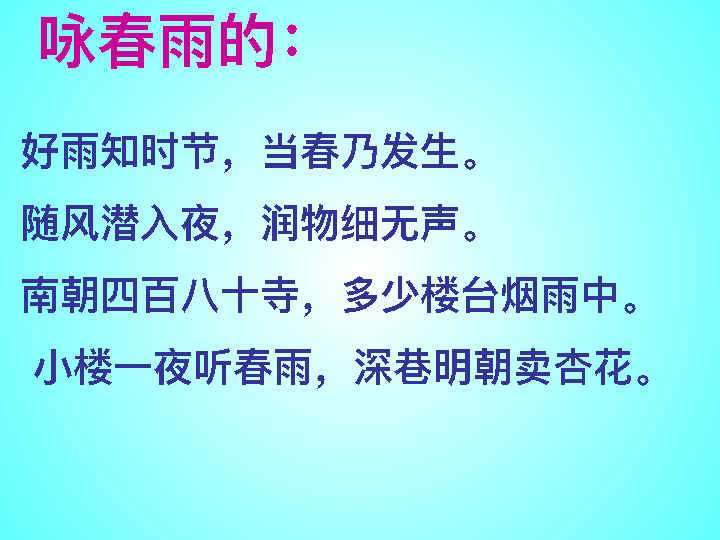 咏春雨的：
好雨知时节，当春乃发生。
随风潜入夜，润物细无声。
南朝四百八十寺，多少楼台烟雨中。
小楼一夜听春雨，深巷明朝卖杏花。